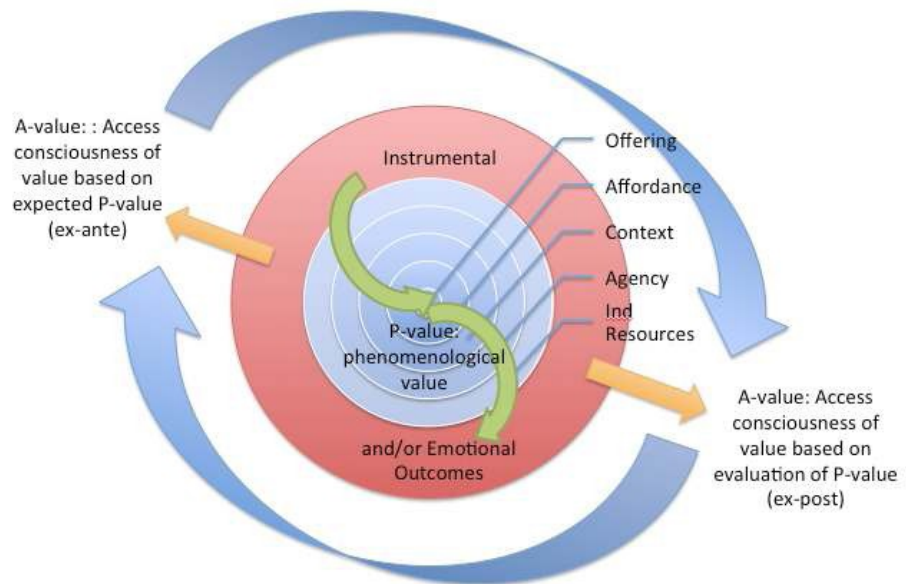 A-value: : Access
consciousness of
value based on
expected P-value
(ex-ante)
Instrumental
Offering
Affordance
Context
Agency
Ind
Resources
P-value:
phenomenological
value
and/or Emotional
Outcomes
A-value: Access
consciousness of
value based on
evaluation of P-value
(ex-post)